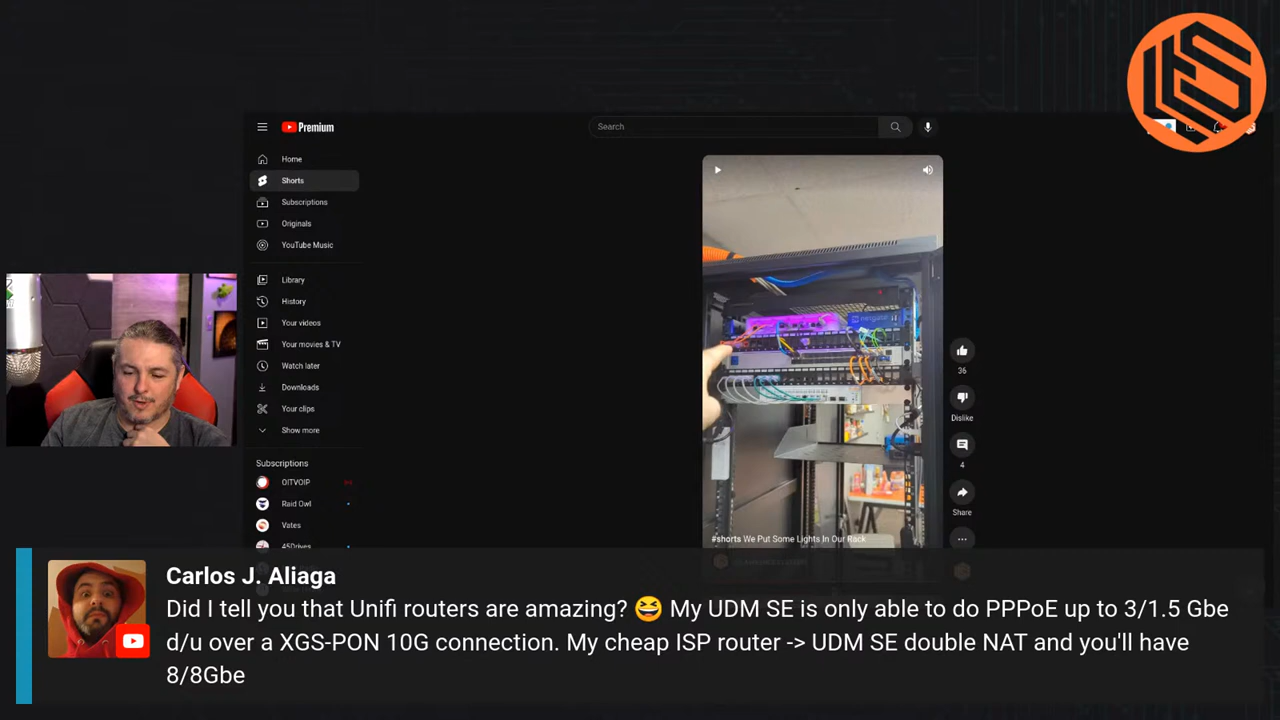 Premium
Search
Home
Shorts
Subscriptions
Originals
YouTube Music
Library
History
Your videos
Your movies & TV
Watch later
Downloads
Your clips
Show more
Subscriptions
OITVOIP
Raid Owl
Vates
45Drives
36
Dislike
4
Share
#shorts We Put Some Lights In Our Rack
Carlos J. Aliaga
Did I tell you that Unifi routers are amazing? 😆 My UDM SE is only able to do PPPoE up to 3/1.5 Gbe
d/u over a XGS-PON 10G connection. My cheap ISP router -> UDM SE double NAT and you'll have
8/8Gbe